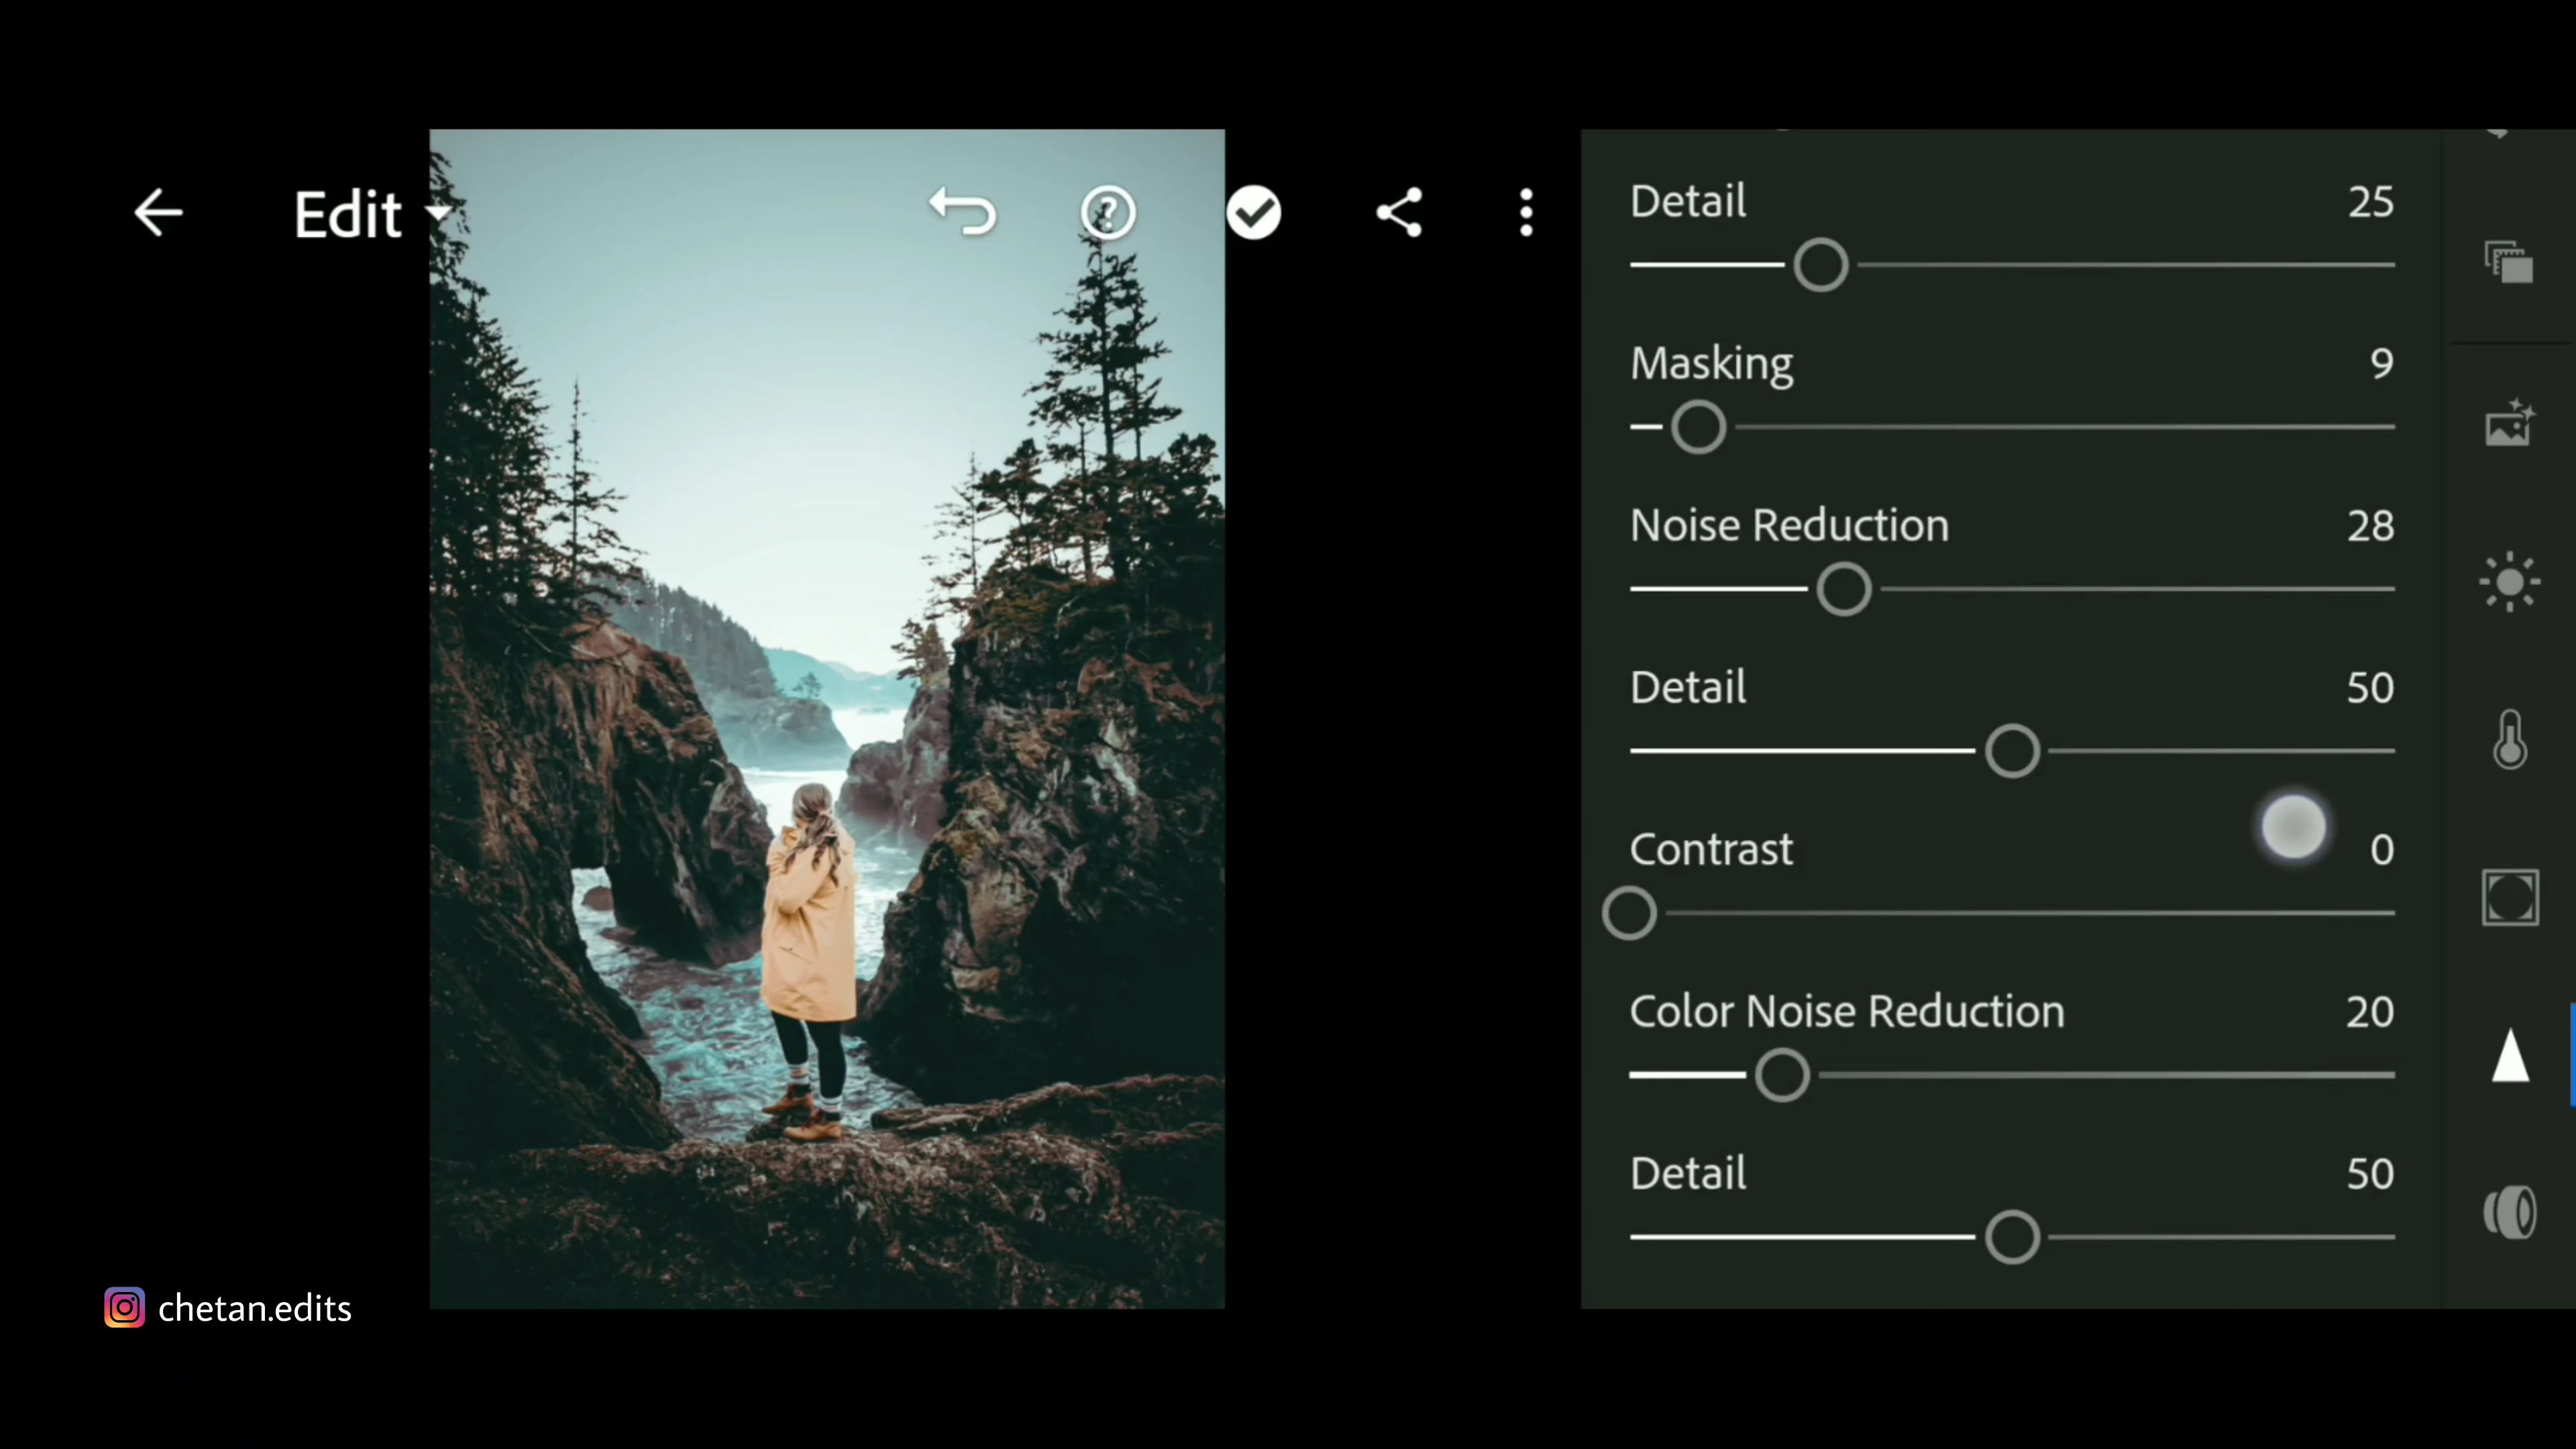 Edit
Detail 25
Masking 9
Noise Reduction 28
Detail 50
Contrast 0
Color Noise Reduction 20
Detail 50
chetan.edits